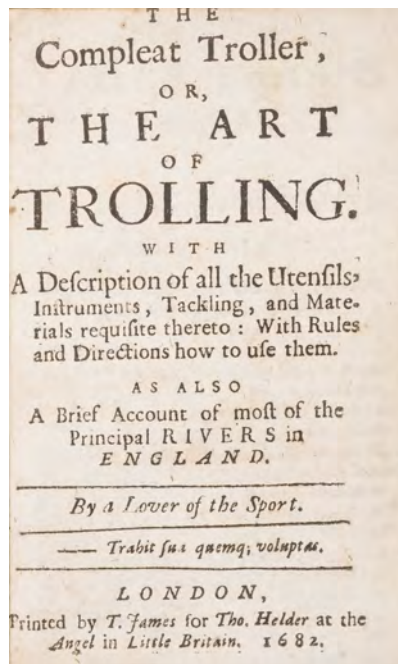 THE
Compleat Troller,
OR,
THE ART
OF
TROLLING.
WITH
A Deſcription of all the Utenſils,
Inſtruments, Tackling, and Mate-
rials requiſite thereto : With Rules
and Directions how to uſe them.
AS ALSO
A Brief Account of moſt of the
Principal RIVERS in
ENGLAND.
By a Lover of the Sport.
—— Trahit ſua quemq; voluptas.
LONDON,
Printed by T. James for Tho. Helder at the
Angel in Little Britain. 1682.